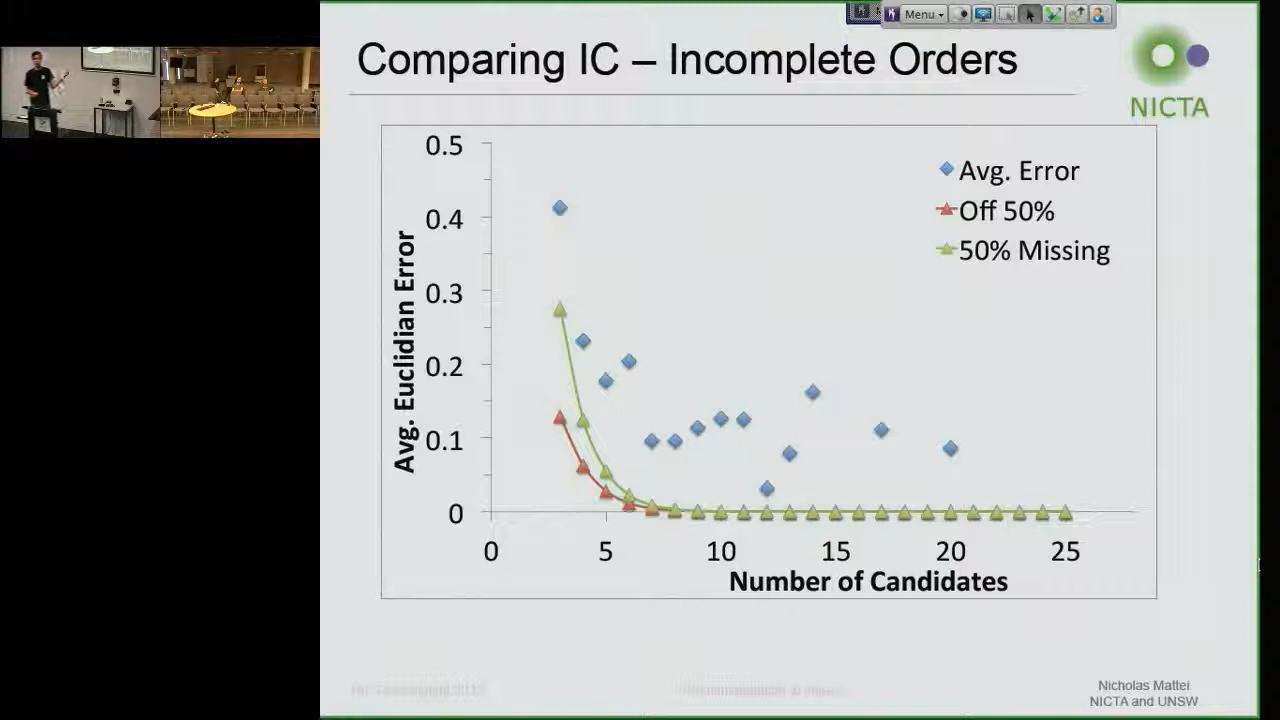 Menu
Comparing IC – Incomplete Orders
NICTA
0.5
0.4
0.3
0.2
0.1
0
Avg. Euclidian Error
Avg. Error
Off 50%
50% Missing
0 5 10 15 20 25
Number of Candidates
Nicholas Mattei
NICTA and UNSW